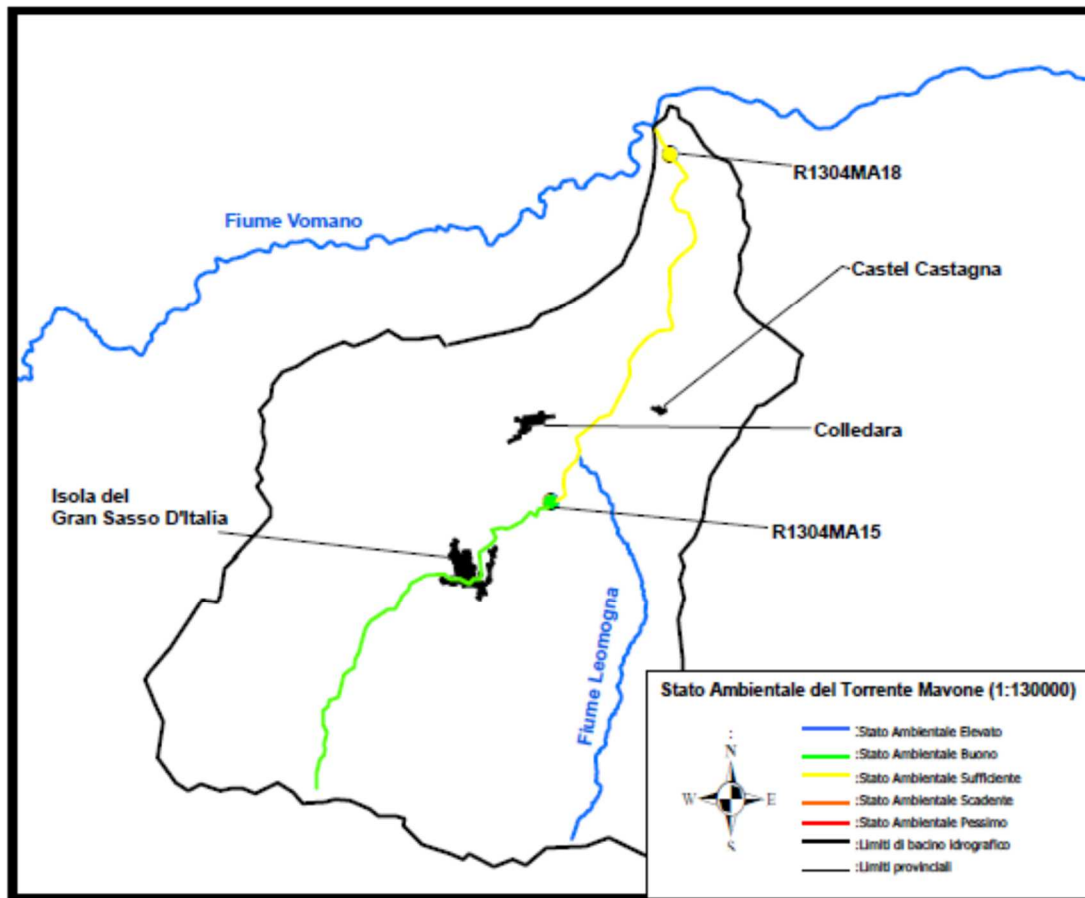 R1304MA18
Fiume Vomano
Castel Castagna
Colledara
Isola del
Gran Sasso D'Italia
R1304MA15
Fiume Leomogna
Stato Ambientale del Torrente Mavone (1:130000)
:
N
W
E
S
:Stato Ambientale Elevato
:Stato Ambientale Buono
:Stato Ambientale Sufficiente
:Stato Ambientale Scadente
:Stato Ambientale Pessimo
:Limiti di bacino idrografico
:Limiti provinciali